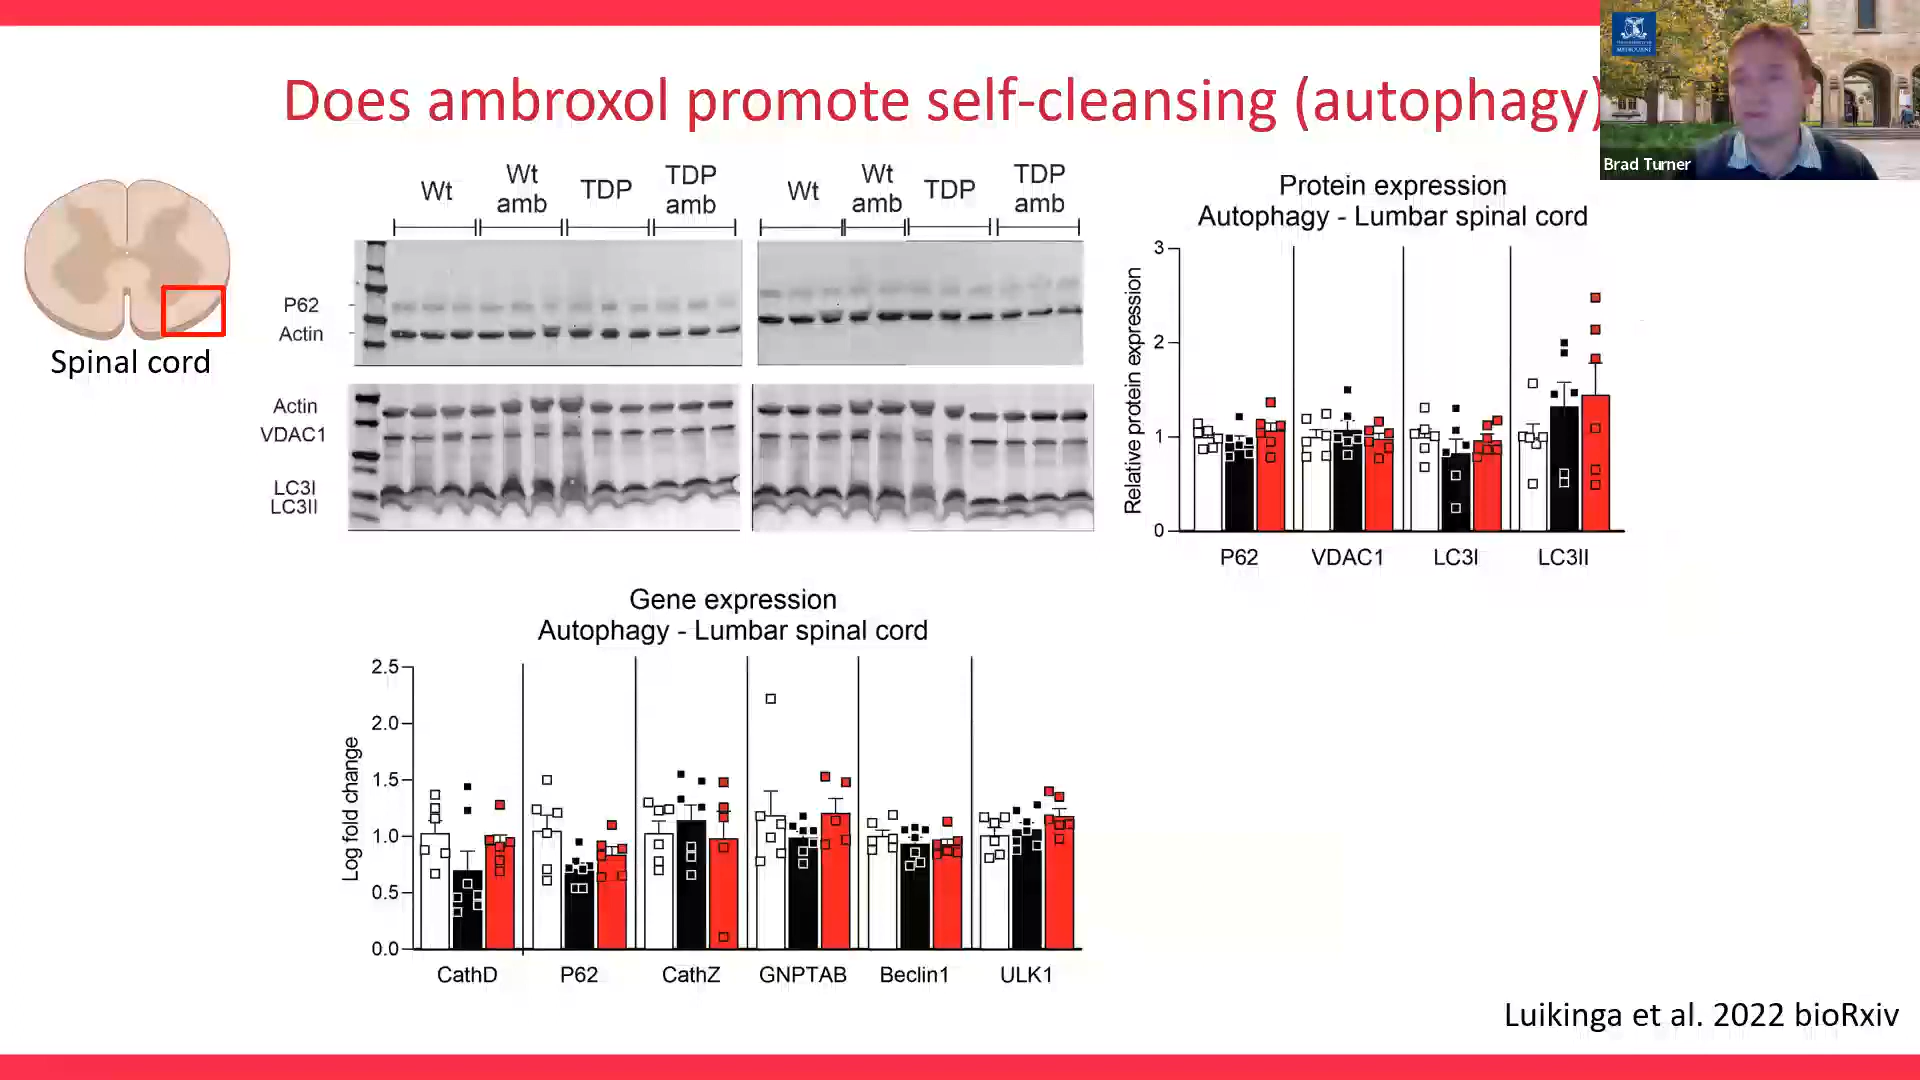 Does ambroxol promote self-cleansing (autophagy)
Brad Turner
Spinal cord
Wt
Wt amb
TDP
TDP amb
Wt
Wt amb
TDP
TDP amb
P62
Actin
Actin
VDAC1
LC3I
LC3II
Protein expression
Autophagy - Lumbar spinal cord
Relative protein expression
3
2
1
0
P62 VDAC1 LC3I LC3II
Gene expression
Autophagy - Lumbar spinal cord
Log fold change
2.5
2.0
1.5
1.0
0.5
0.0
CathD P62 CathZ GNPTAB Beclin1 ULK1
Luikinga et al. 2022 bioRxiv